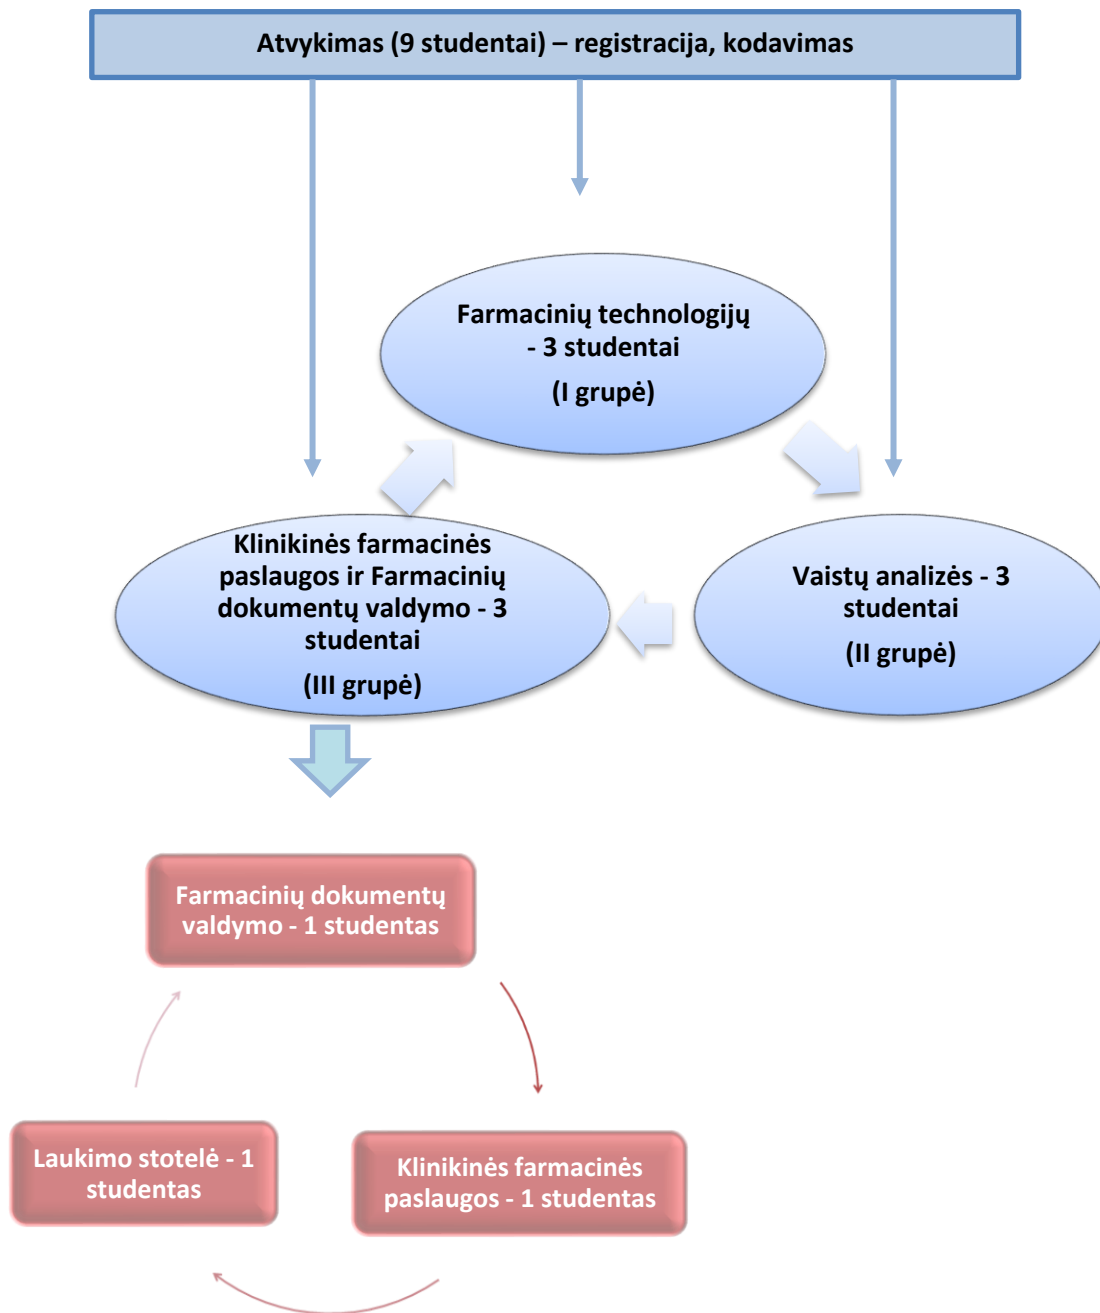 Atvykimas (9 studentai) – registracija, kodavimas
Farmacinių technologijų
- 3 studentai
(I grupė)
Klinikinės farmacinės
paslaugos ir Farmacinių
dokumentų valdymo - 3
studentai
(III grupė)
Vaistų analizės - 3
studentai
(II grupė)
Farmacinių dokumentų
valdymo - 1 studentas
Laukimo stotelė - 1
studentas
Klinikinės farmacinės
paslaugos - 1 studentas